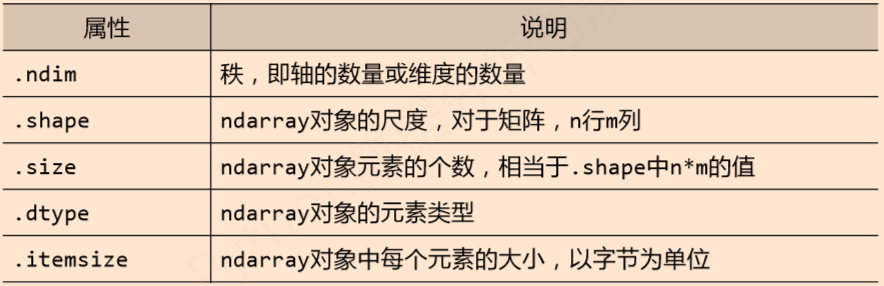 属性 说明
.ndim 秩，即轴的数量或维度的数量
.shape ndarray对象的尺度，对于矩阵，n行m列
.size ndarray对象元素的个数，相当于.shape中n*m的值
.dtype ndarray对象的元素类型
.itemsize ndarray对象中每个元素的大小，以字节为单位